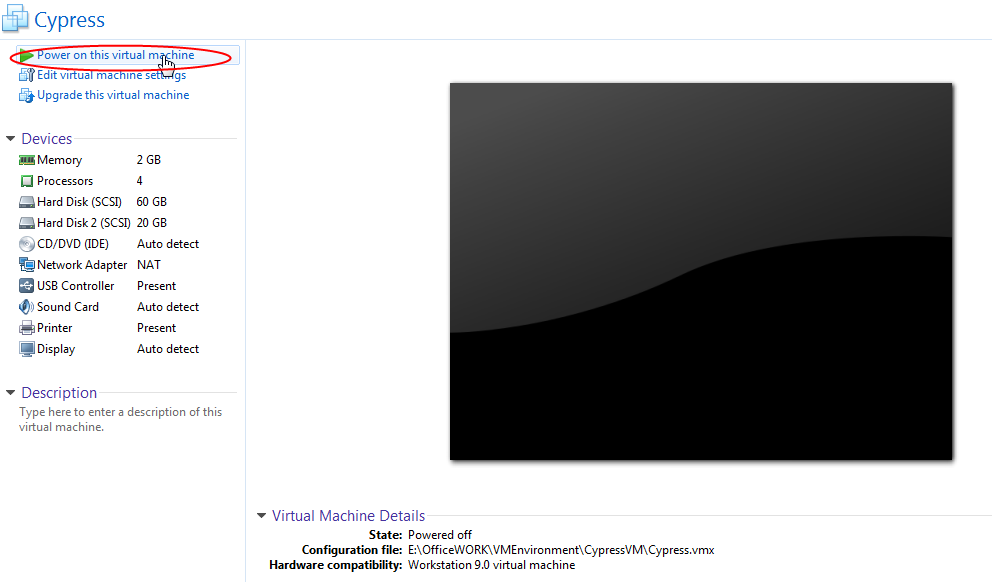 Cypress
Power on this virtual machine
Edit virtual machine settings
Upgrade this virtual machine
Devices
Memory 2 GB
Processors 4
Hard Disk (SCSI) 60 GB
Hard Disk 2 (SCSI) 20 GB
CD/DVD (IDE) Auto detect
Network Adapter NAT
USB Controller Present
Sound Card Auto detect
Printer Present
Display Auto detect
Description
Type here to enter a description of this
virtual machine.
Virtual Machine Details
State: Powered off
Configuration file: E:\OfficeWORK\VMEnvironment\CypressVM\Cypress.vmx
Hardware compatibility: Workstation 9.0 virtual machine